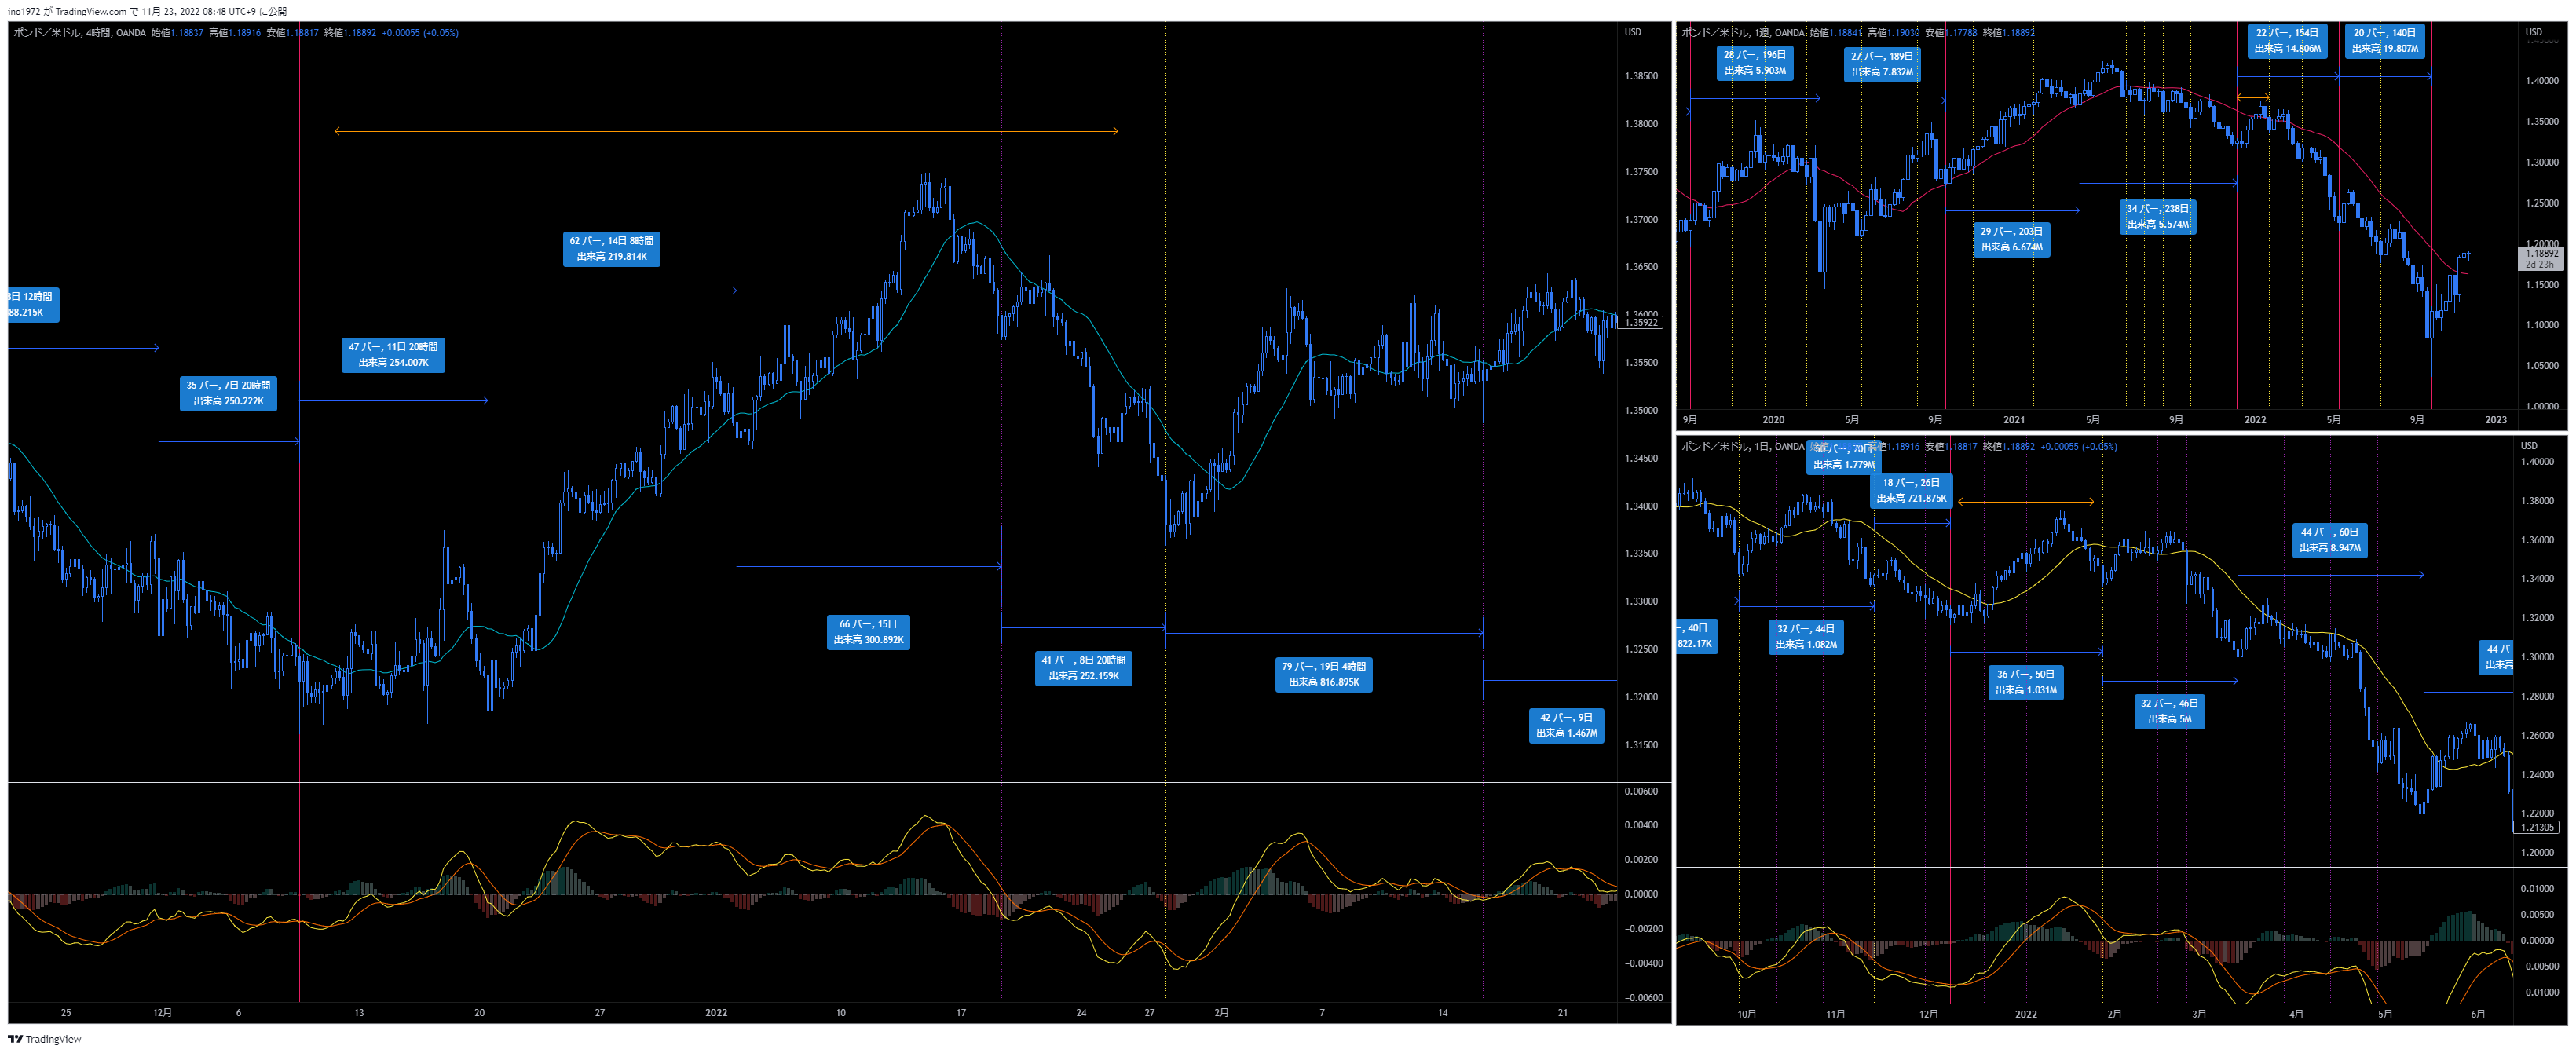 ino1972 が TradingView.com で 11月 23, 2022 08:48 UTC+9 に公開
ポンド／米ドル, 4時間, OANDA 始値1.18837 高値1.18916 安値1.18817 終値1.18892 +0.00055 (+0.05%)
USD
1.38500
1.38000
1.37500
1.37000
1.36500
1.36000
1.35922
1.35500
1.35000
1.34500
1.34000
1.33500
1.33000
1.32500
1.32000
1.31500
8日 12時間
88.215K
35 バー, 7日 20時間
出来高 250.222K
47 バー, 11日 20時間
出来高 254.007K
62 バー, 14日 8時間
出来高 219.814K
66 バー, 15日
出来高 300.892K
41 バー, 8日 20時間
出来高 252.159K
79 バー, 19日 4時間
出来高 816.895K
42 バー, 9日
出来高 1.467M
0.00600
0.00400
0.00200
0.00000
−0.00200
−0.00400
−0.00600
25 12月 6 13 20 27 2022 10 17 24 27 2月 7 14 21
ポンド／米ドル, 1週, OANDA 始値1.18841 高値1.19030 安値1.17788 終値1.18892
USD
28 バー, 196日
出来高 5.903M
27 バー, 189日
出来高 7.832M
29 バー, 203日
出来高 6.674M
34 バー, 238日
出来高 5.574M
22 バー, 154日
出来高 14.806M
20 バー, 140日
出来高 19.807M
1.40000
1.35000
1.30000
1.25000
1.20000
1.18892
2d 23h
1.15000
1.10000
1.05000
1.0000
9月 2020 5月 9月 2021 5月 9月 2022 5月 9月 2023
ポンド／米ドル, 1日, OANDA 高値1.18916 安値1.18817 終値1.18892 +0.00055 (+0.05%)
USD
50 バー, 70日
出来高 1.779M
18 バー, 26日
出来高 721.875K
ー, 40日
822.17K
32 バー, 44日
出来高 1.082M
36 バー, 50日
出来高 1.031M
32 バー, 46日
出来高 5M
44 バー, 60日
出来高 8.947M
44 バー
出来高
1.40000
1.38000
1.36000
1.34000
1.32000
1.30000
1.28000
1.26000
1.24000
1.22000
1.21305
1.20000
0.01000
0.00500
0.00000
−0.00500
−0.01000
10月 11月 12月 2022 2月 3月 4月 5月 6月
TradingView